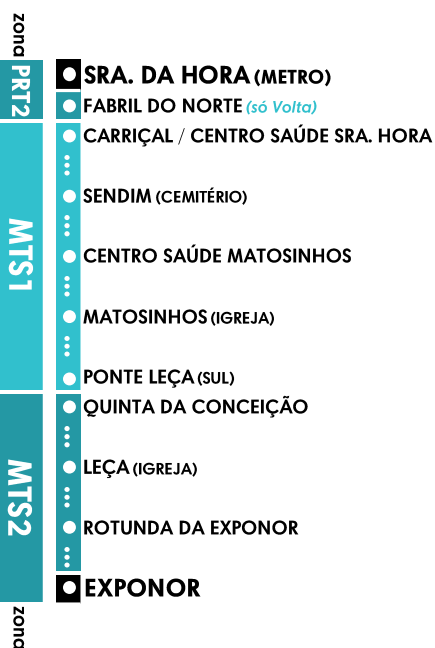 zona
PRT2
SRA. DA HORA (METRO)
FABRIL DO NORTE (só Volta)
MTS1
CARRIÇAL / CENTRO SAÚDE SRA. HORA
SENDIM (CEMITÉRIO)
CENTRO SAÚDE MATOSINHOS
MATOSINHOS (IGREJA)
PONTE LEÇA (SUL)
MTS2
QUINTA DA CONCEIÇÃO
LEÇA (IGREJA)
ROTUNDA DA EXPONOR
EXPONOR
zona